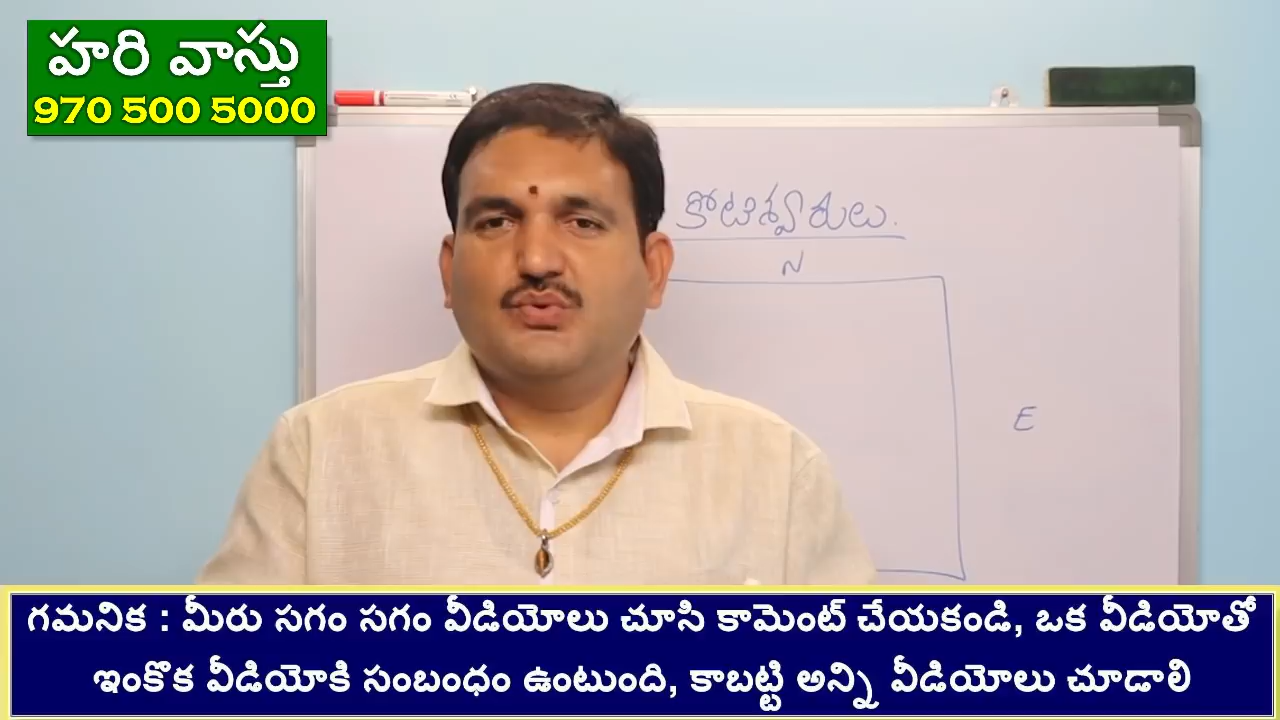 హరి వాస్తు
970 500 5000
కోటీశ్వరులు.
N
E
గమనిక : మీరు సగం సగం వీడియోలు చూసి కామెంట్ చేయకండి, ఒక వీడియోతో
ఇంకొక వీడియోకి సంబంధం ఉంటుంది, కాబట్టి అన్ని వీడియోలు చూడాలి